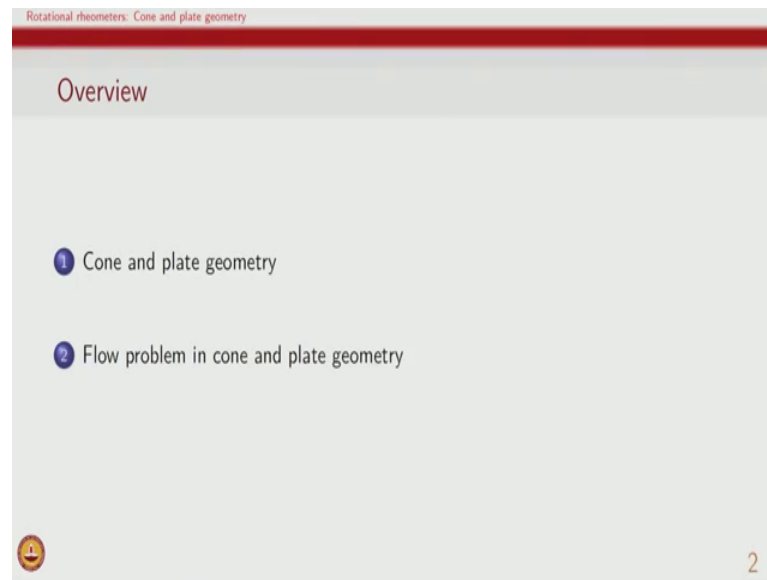 Rotational rheometers: Cone and plate geometry
Overview
1 Cone and plate geometry
2 Flow problem in cone and plate geometry
2